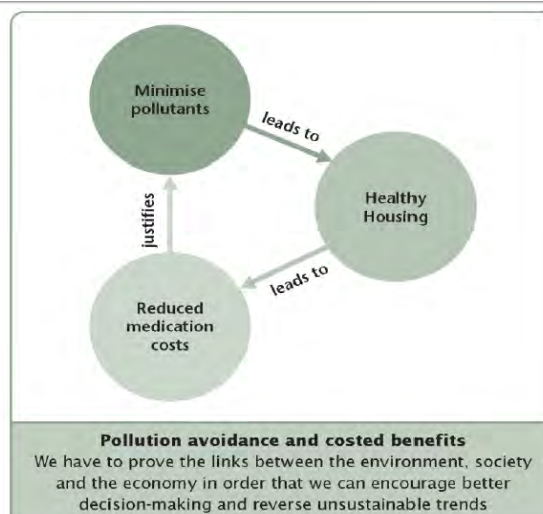 Minimise
pollutants
leads to
Healthy
Housing
justifies
leads to
Reduced
medication
costs
Pollution avoidance and costed benefits
We have to prove the links between the environment, society
and the economy in order that we can encourage better
decision-making and reverse unsustainable trends